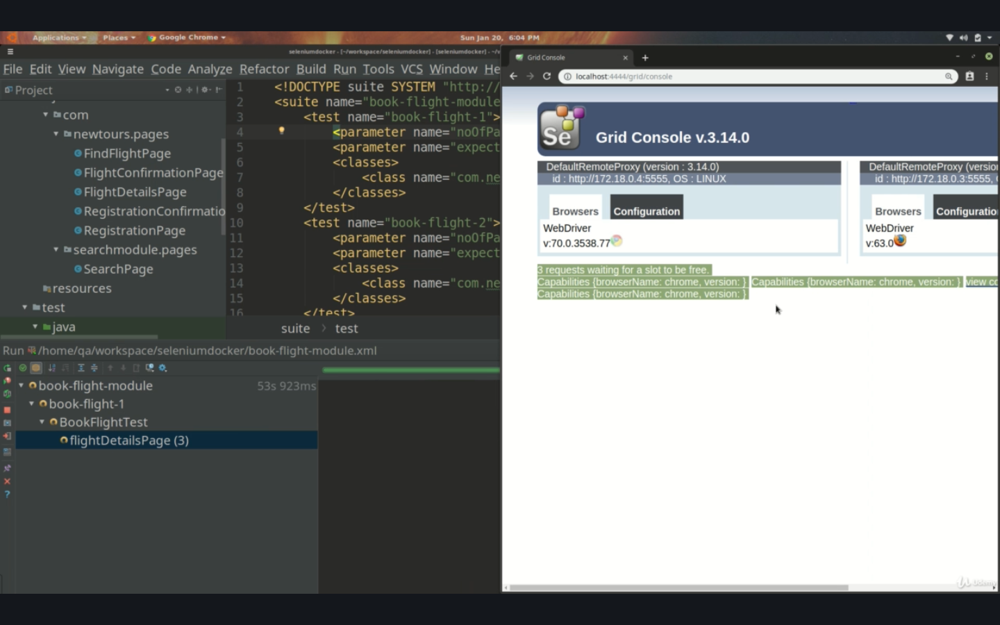 Applications Places Google Chrome Sun Jan 20, 6:04 PM
seleniumdocker - [~/workspace/seleniumdocker] - [seleniumdocker] - ~/v
File Edit View Navigate Code Analyze Refactor Build Run Tools VCS Window He
Project
com
newtours.pages
FindFlightPage
FlightConfirmationPage
FlightDetailsPage
RegistrationConfirmatio
RegistrationPage
searchmodule.pages
SearchPage
resources
test
java
1 <!DOCTYPE suite SYSTEM "http://
2 <suite name="book-flight-module
3 <test name="book-flight-1">
4 <parameter name="noOfPa
5 <parameter name="expect
6 <classes>
7 <class name="com.ne
8 </classes>
9 </test>
10 <test name="book-flight-2">
11 <parameter name="noOfPa
12 <parameter name="expect
13 <classes>
14 <class name="com.ne
15 </classes>
16 </test>
suite > test
Run /home/qa/workspace/seleniumdocker/book-flight-module.xml
book-flight-module 53s 923ms
book-flight-1
BookFlightTest
flightDetailsPage (3)
Grid Console
localhost:4444/grid/console
Se Grid Console v.3.14.0
DefaultRemoteProxy (version : 3.14.0)
id : http://172.18.0.4:5555, OS : LINUX
Browsers Configuration
WebDriver
v:70.0.3538.77
DefaultRemoteProxy (versio
id : http://172.18.0.3:5555,
Browsers Configuratio
WebDriver
v:63.0
3 requests waiting for a slot to be free.
Capabilities {browserName: chrome, version: } Capabilities {browserName: chrome, version: } view co
Capabilities {browserName: chrome, version: }
Udemy